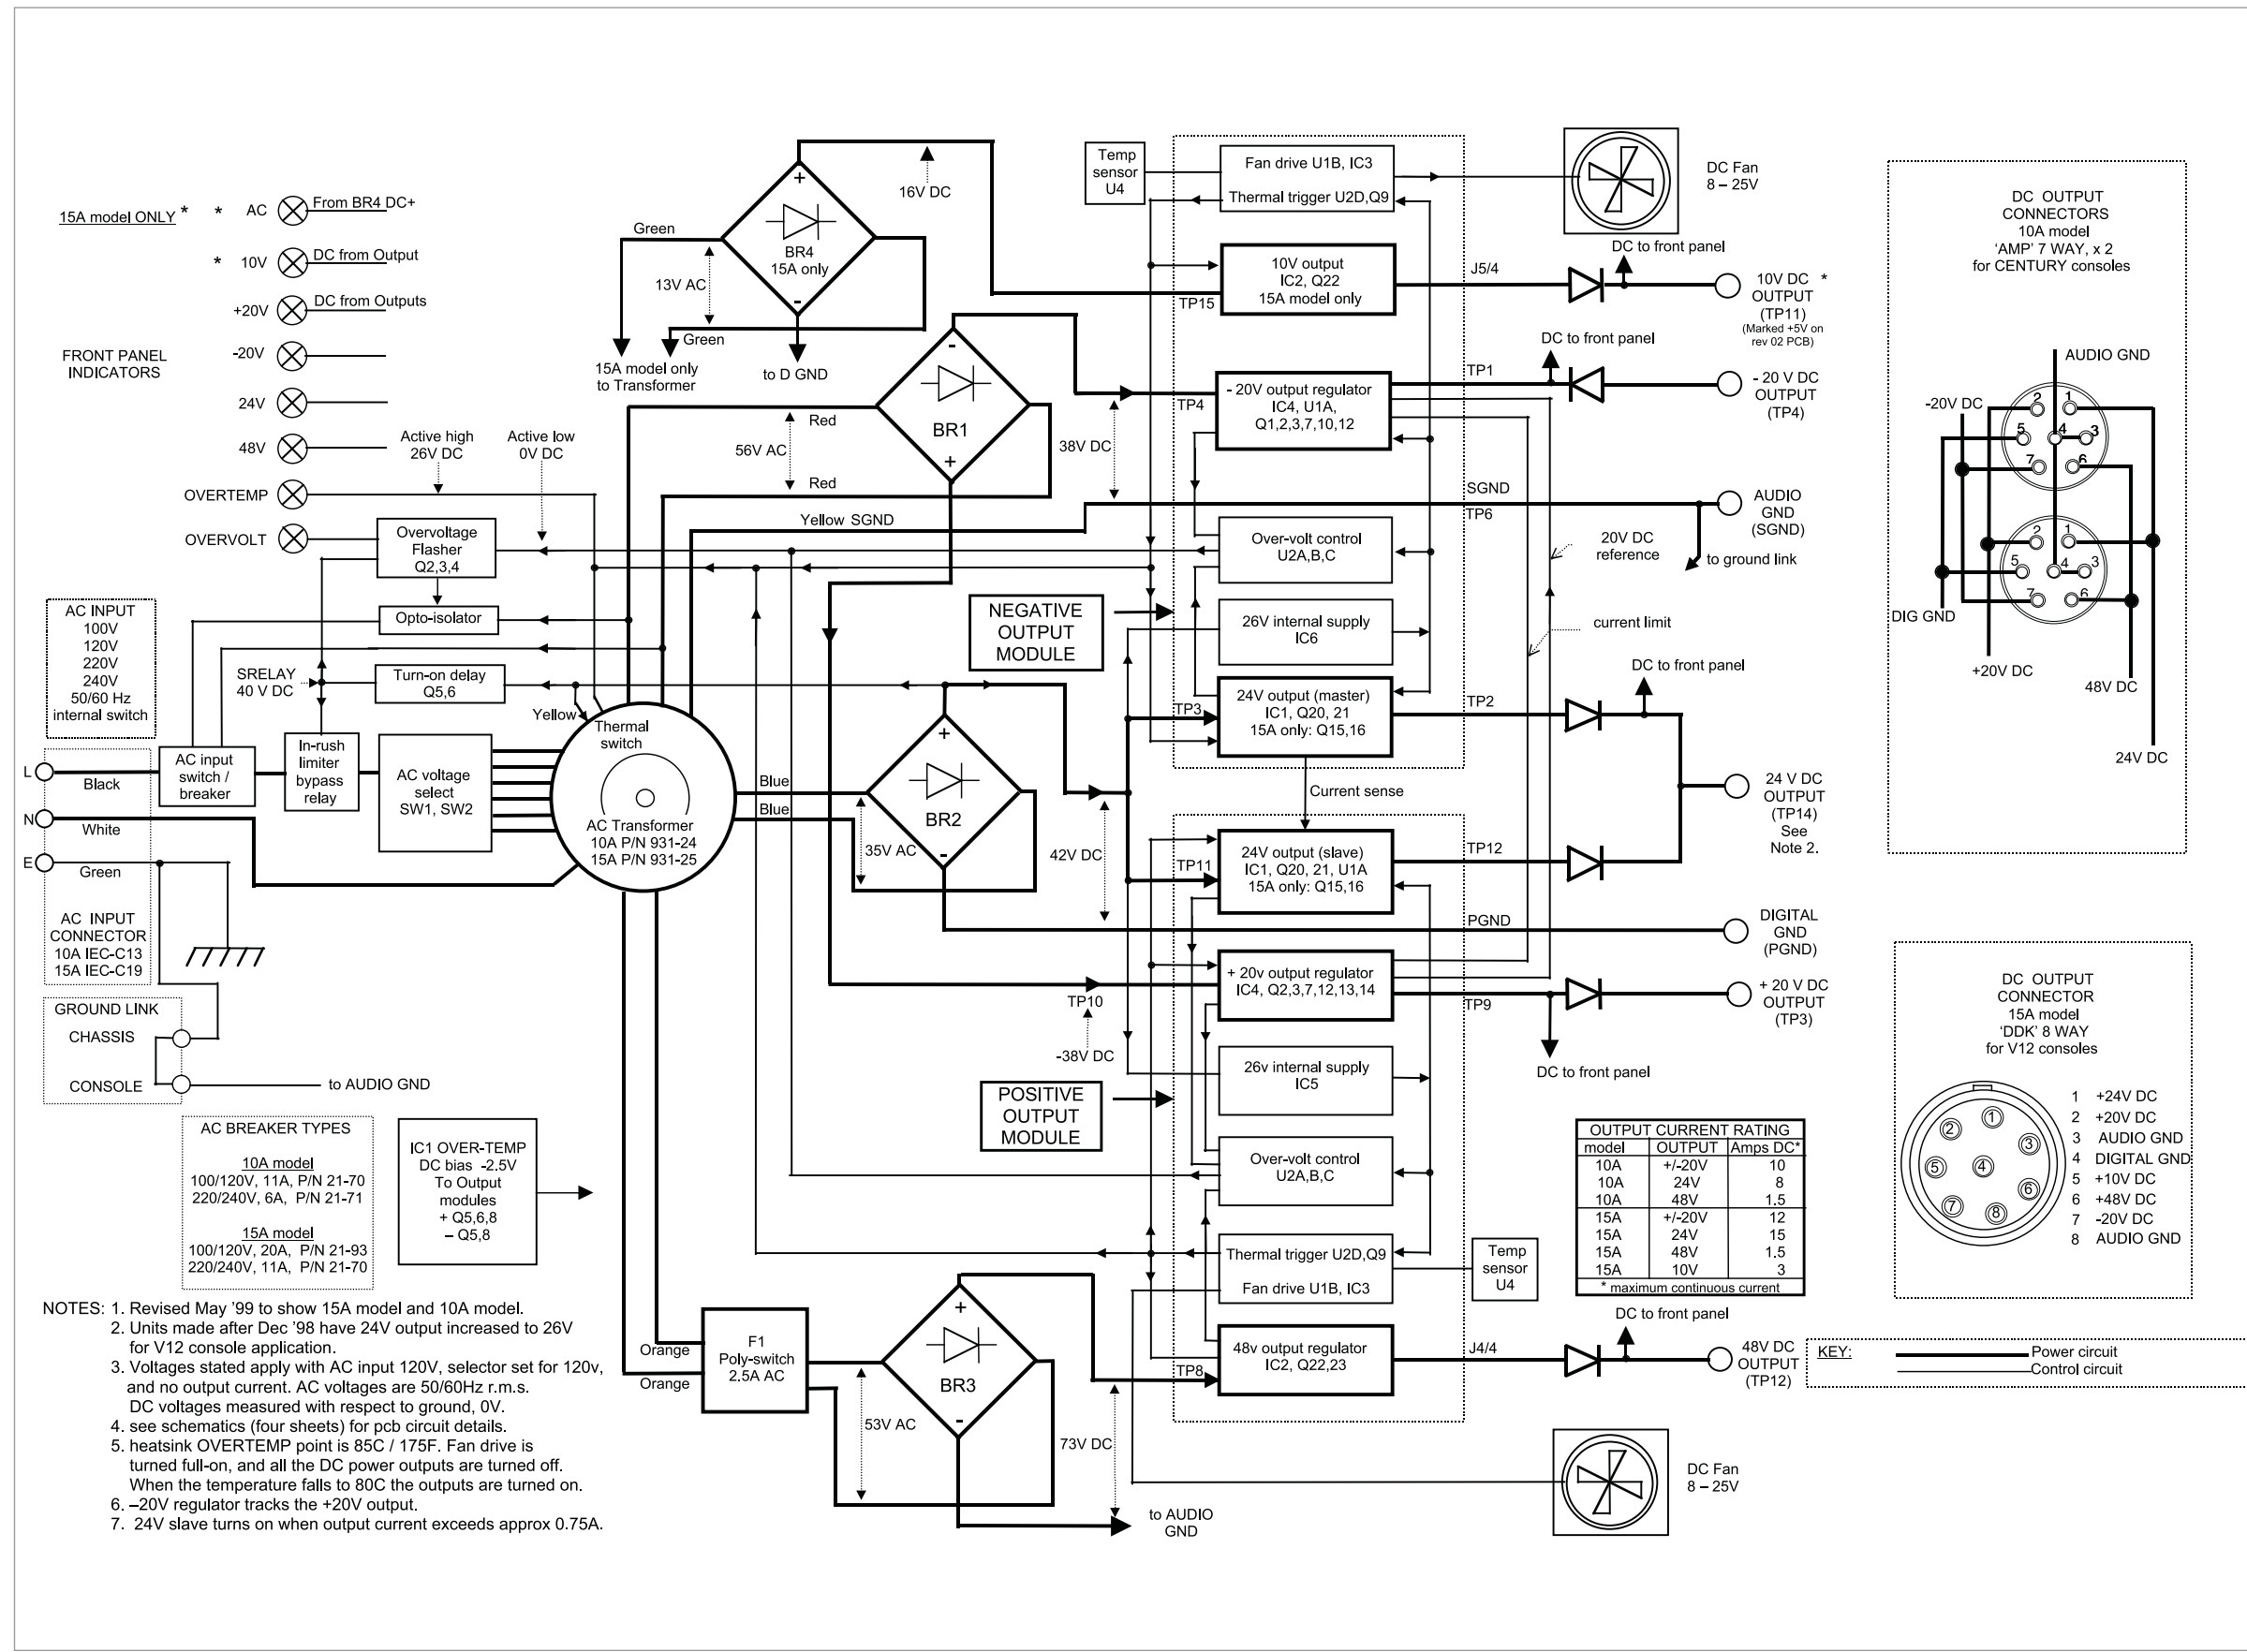 15A model ONLY *
* AC
From BR4 DC+
* 10V
DC from Output
+20V
DC from Outputs
FRONT PANEL
INDICATORS
-20V
24V
48V
OVERTEMP
OVERVOLT
Active high
26V DC
Active low
0V DC
Overvoltage
Flasher
Q2,3,4
Opto-isolator
Turn-on delay
Q5,6
SRELAY
40 V DC
AC INPUT
100V
120V
220V
240V
50/60 Hz
internal switch
L
Black
N
White
E
Green
AC input
switch /
breaker
In-rush
limiter
bypass
relay
AC voltage
select
SW1, SW2
AC INPUT
CONNECTOR
10A IEC-C13
15A IEC-C19
GROUND LINK
CHASSIS
CONSOLE
to AUDIO GND
AC BREAKER TYPES
10A model
100/120V, 11A, P/N 21-70
220/240V, 6A, P/N 21-71
15A model
100/120V, 20A, P/N 21-93
220/240V, 11A, P/N 21-70
IC1 OVER-TEMP
DC bias -2.5V
To Output
modules
+ Q5,6,8
– Q5,8
Yellow
Thermal
switch
AC Transformer
10A P/N 931-24
15A P/N 931-25
Green
13V AC
Green
BR4
15A only
+
-
16V DC
15A model only
to Transformer
to D GND
Red
56V AC
Red
-
BR1
+
38V DC
Yellow SGND
Blue
Blue
35V AC
+
BR2
-
42V DC
-38V DC
Orange
Orange
F1
Poly-switch
2.5A AC
53V AC
+
BR3
-
73V DC
to AUDIO
GND
NEGATIVE
OUTPUT
MODULE
POSITIVE
OUTPUT
MODULE
Temp
sensor
U4
Fan drive U1B, IC3
Thermal trigger U2D,Q9
TP15
10V output
IC2, Q22
15A model only
J5/4
TP4
- 20V output regulator
IC4, U1A,
Q1,2,3,7,10,12
TP1
SGND
TP6
Over-volt control
U2A,B,C
26V internal supply
IC6
TP3
24V output (master)
IC1, Q20, 21
15A only: Q15,16
TP2
Current sense
TP11
24V output (slave)
IC1, Q20, 21, U1A
15A only: Q15,16
TP12
PGND
TP10
+ 20v output regulator
IC4, Q2,3,7,12,13,14
TP9
26v internal supply
IC5
Over-volt control
U2A,B,C
Thermal trigger U2D,Q9
Fan drive U1B, IC3
Temp
sensor
U4
TP8
48v output regulator
IC2, Q22,23
J4/4
DC Fan
8 – 25V
DC to front panel
10V DC *
OUTPUT
(TP11)
(Marked +5V on
rev 02 PCB)
DC to front panel
- 20 V DC
OUTPUT
(TP4)
AUDIO
GND
(SGND)
to ground link
20V DC
reference
current limit
DC to front panel
24 V DC
OUTPUT
(TP14)
See
Note 2.
DIGITAL
GND
(PGND)
+ 20 V DC
OUTPUT
(TP3)
DC to front panel
OUTPUT CURRENT RATING
model OUTPUT Amps DC*
10A +/-20V 10
10A 24V 8
10A 48V 1.5
15A +/-20V 12
15A 24V 15
15A 48V 1.5
15A 10V 3
* maximum continuous current
DC to front panel
48V DC
OUTPUT
(TP12)
DC Fan
8 – 25V
DC OUTPUT
CONNECTORS
10A model
‘AMP’ 7 WAY, x 2
for CENTURY consoles
AUDIO GND
-20V DC
2 1
5 4 3
7 6
2 1
5 4 3
7 6
DIG GND
+20V DC
48V DC
24V DC
DC OUTPUT
CONNECTOR
15A model
‘DDK’ 8 WAY
for V12 consoles
1
2
3
5
4
6
7
8
1 +24V DC
2 +20V DC
3 AUDIO GND
4 DIGITAL GND
5 +10V DC
6 +48V DC
7 -20V DC
8 AUDIO GND
KEY:
Power circuit
Control circuit
NOTES: 1. Revised May ’99 to show 15A model and 10A model.
2. Units made after Dec ’98 have 24V output increased to 26V
for V12 console application.
3. Voltages stated apply with AC input 120V, selector set for 120v,
and no output current. AC voltages are 50/60Hz r.m.s.
DC voltages measured with respect to ground, 0V.
4. see schematics (four sheets) for pcb circuit details.
5. heatsink OVERTEMP point is 85C / 175F. Fan drive is
turned full-on, and all the DC power outputs are turned off.
When the temperature falls to 80C the outputs are turned on.
6. –20V regulator tracks the +20V output.
7. 24V slave turns on when output current exceeds approx 0.75A.